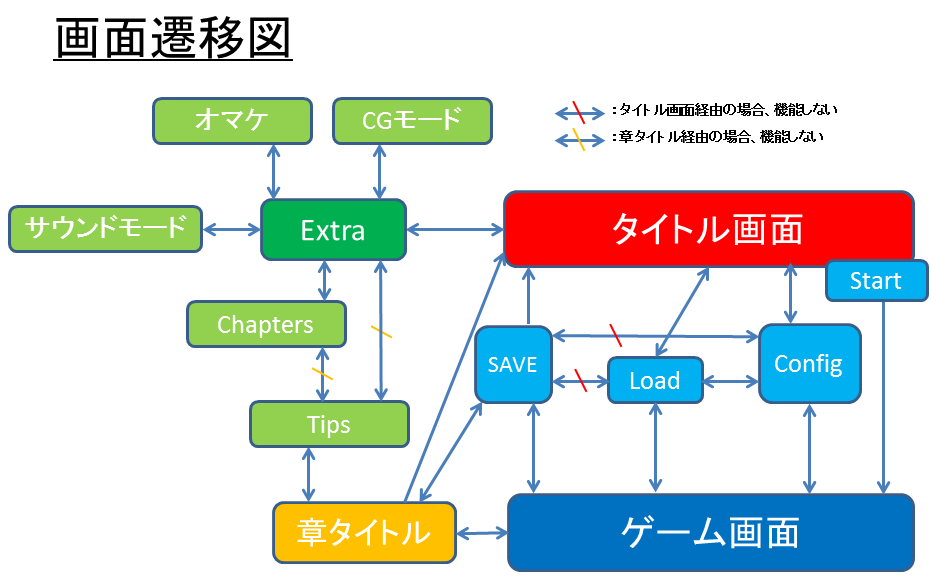 画面遷移図
オマケ
CGモード
:タイトル画面経由の場合、機能しない
:章タイトル経由の場合、機能しない
サウンドモード
Extra
タイトル画面
Start
Chapters
SAVE
Load
Config
Tips
章タイトル
ゲーム画面